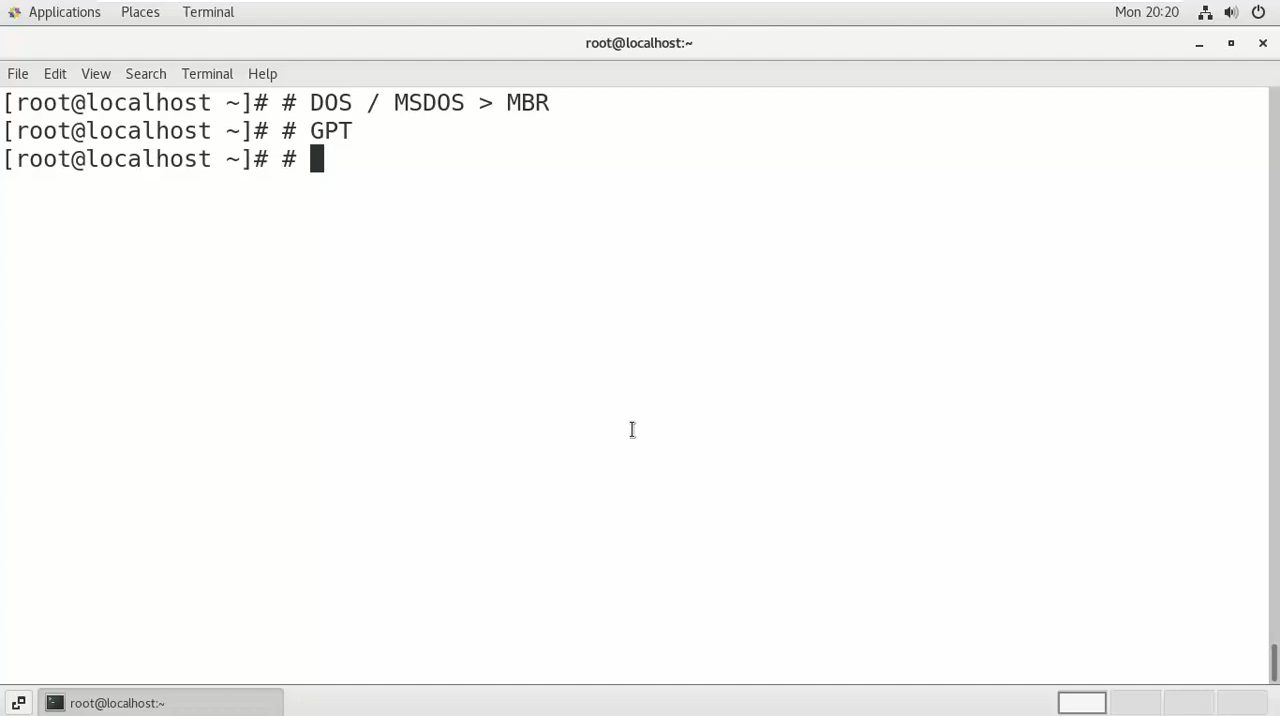 Applications Places Terminal Mon 20:20
root@localhost:~
File Edit View Search Terminal Help
[root@localhost ~]# # DOS / MSDOS > MBR
[root@localhost ~]# # GPT
[root@localhost ~]# #
root@localhost:~